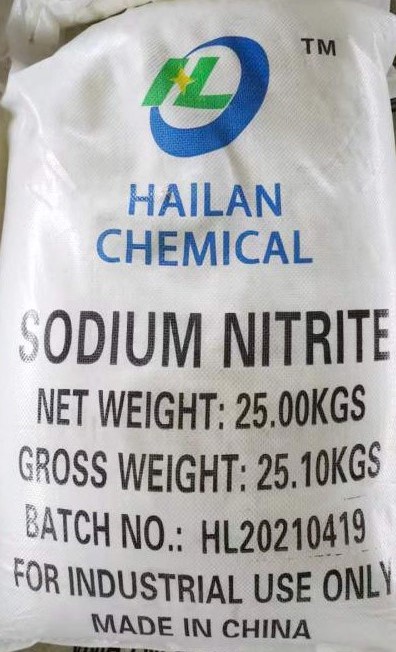 TM
HL
HAILAN
CHEMICAL
SODIUM NITRITE
NET WEIGHT: 25.00KGS
GROSS WEIGHT: 25.10KGS
BATCH NO.: HL20210419
FOR INDUSTRIAL USE ONLY
MADE IN CHINA